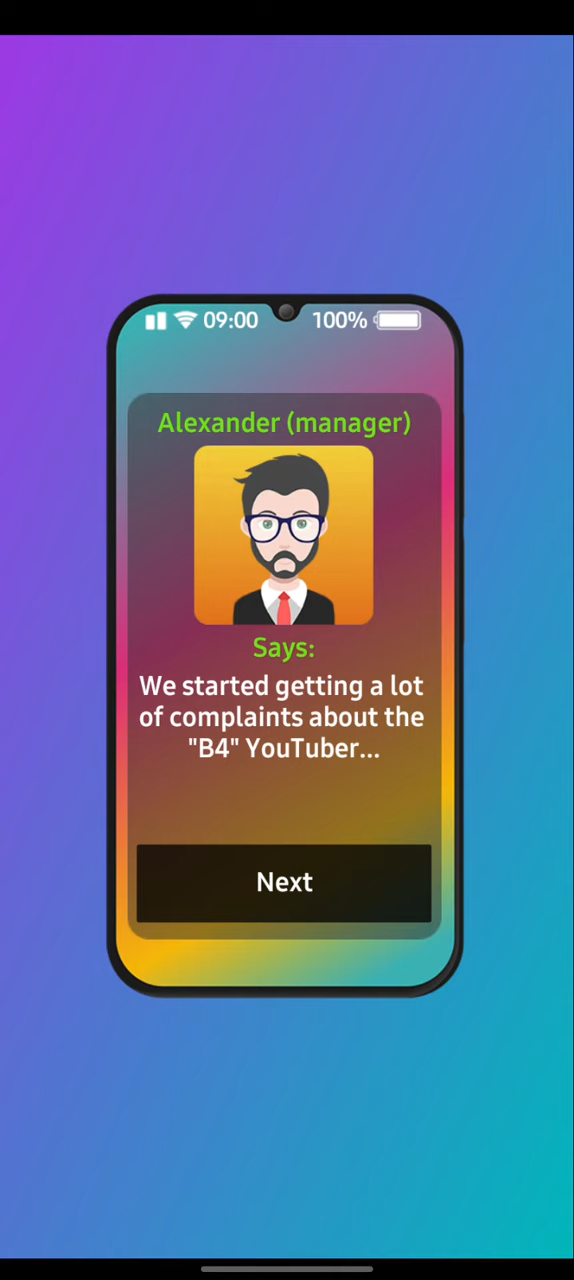 09:00 100%
Alexander (manager)
Says:
We started getting a lot
of complaints about the
"B4" YouTuber...
Next